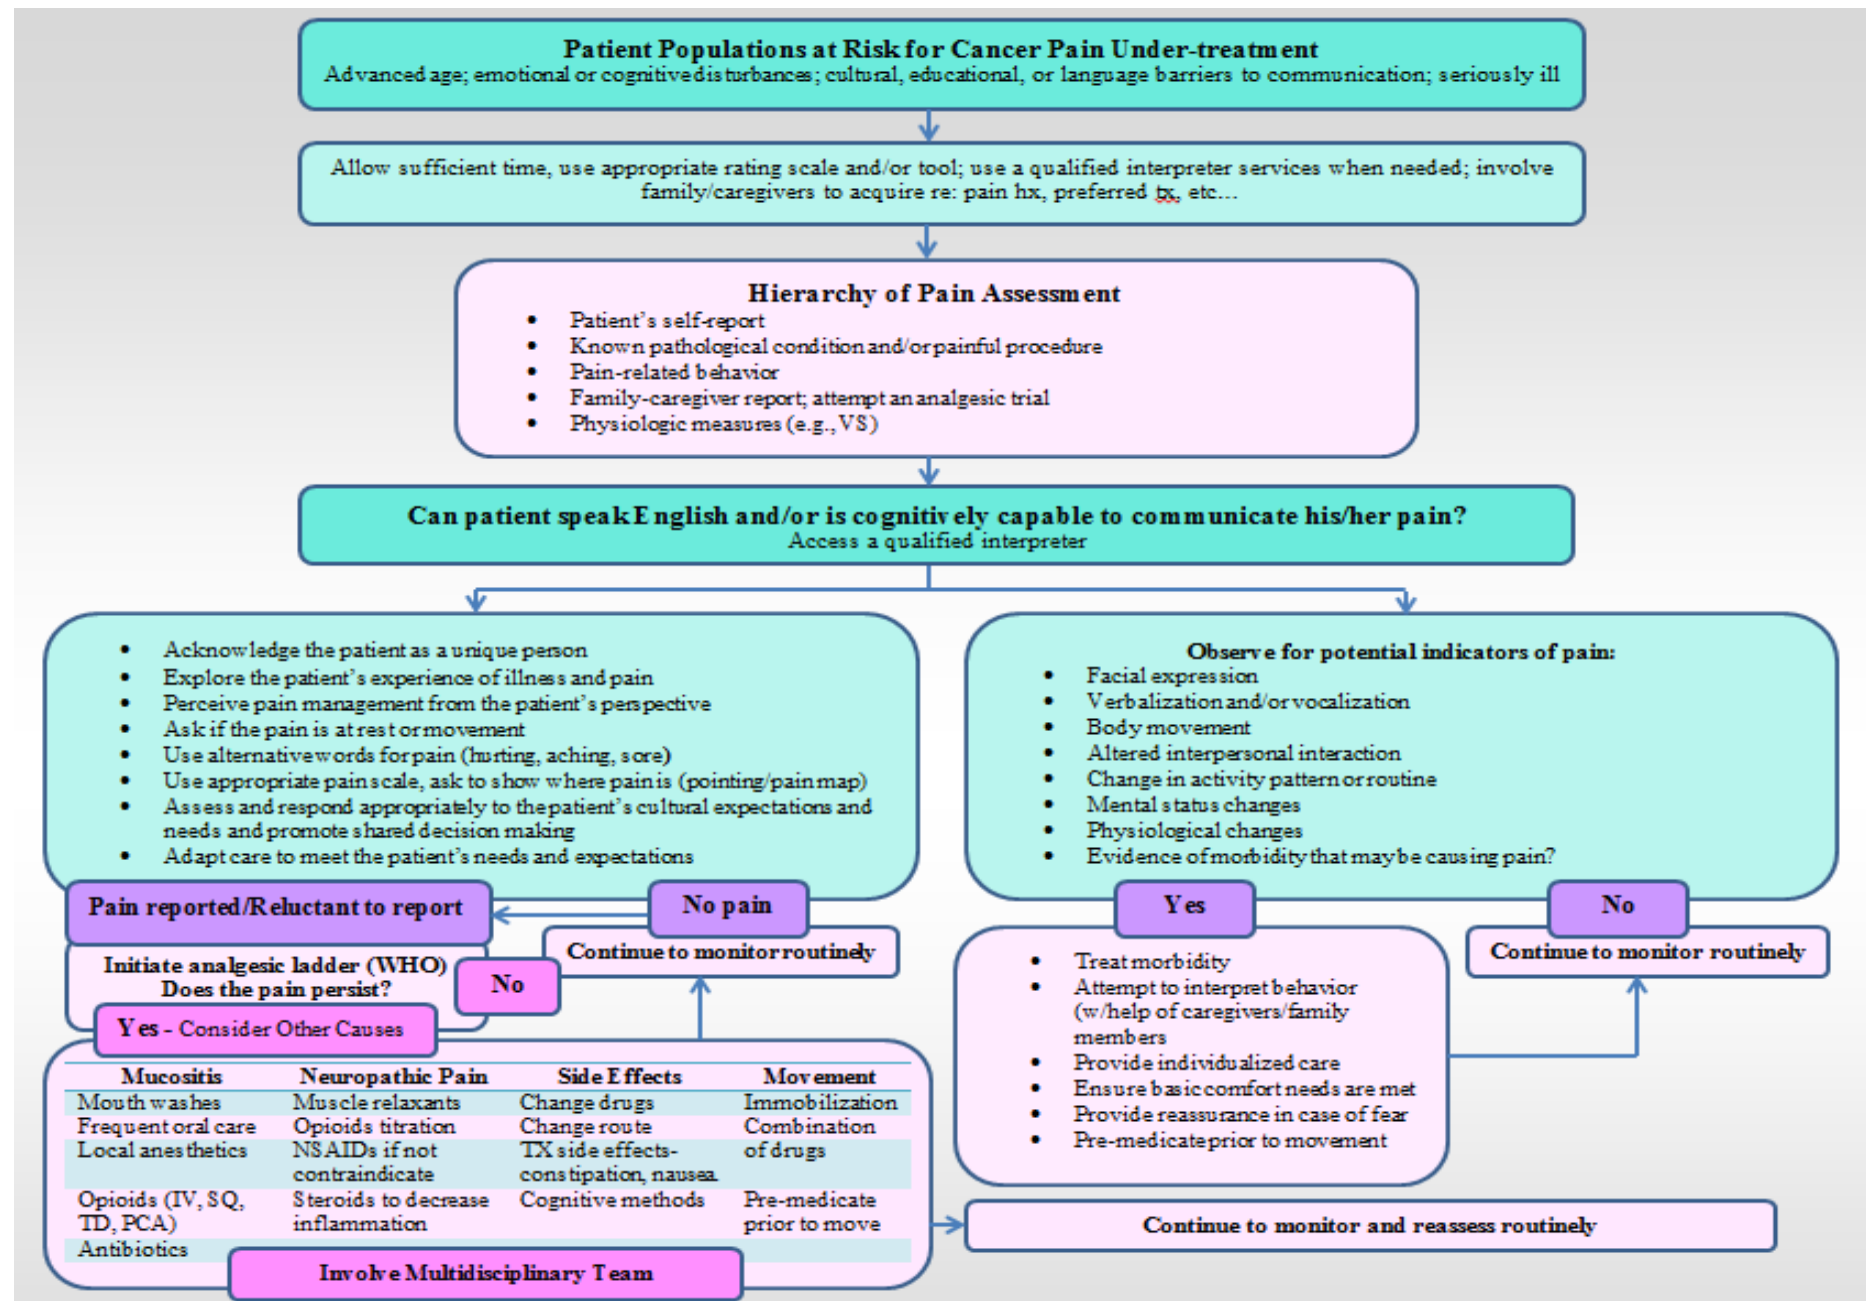 Patient Populations at Risk for Cancer Pain Under-treatment
Advanced age; emotional or cognitive disturbances; cultural, educational, or language barriers to communication; seriously ill
Allow sufficient time, use appropriate rating scale and/or tool; use a qualified interpreter services when needed; involve
family/caregivers to acquire re: pain hx, preferred tx, etc...
Hierarchy of Pain Assessment
• Patient's self-report
• Known pathological condition and/or painful procedure
• Pain-related behavior
• Family-caregiver report; attempt an analgesic trial
• Physiologic measures (e.g., VS)
Can patient speak English and/or is cognitively capable to communicate his/her pain?
Access a qualified interpreter
• Acknowledge the patient as a unique person
• Explore the patient's experience of illness and pain
• Perceive pain management from the patient's perspective
• Ask if the pain is at rest or movement
• Use alternative words for pain (hurting, aching, sore)
• Use appropriate pain scale, ask to show where pain is (pointing/pain map)
• Assess and respond appropriately to the patient's cultural expectations and
needs and promote shared decision making
• Adapt care to meet the patient's needs and expectations
Pain reported/Reluctant to report
No pain
Continue to monitor routinely
Initiate analgesic ladder (WHO)
Does the pain persist?
No
Yes - Consider Other Causes
Mucositis Neuropathic Pain Side Effects Movement
Mouth washes Muscle relaxants Change drugs Immobilization
Frequent oral care Opioids titration Change route Combination
Local anesthetics NSAIDs if not TX side effects- of drugs
contraindicate constipation, nausea
Opioids (IV, SQ, Steroids to decrease Cognitive methods Pre-medicate
TD, PCA) inflammation prior to move
Antibiotics
Involve Multidisciplinary Team
Observe for potential indicators of pain:
• Facial expression
• Verbalization and/or vocalization
• Body movement
• Altered interpersonal interaction
• Change in activity pattern or routine
• Mental status changes
• Physiological changes
• Evidence of morbidity that may be causing pain?
Yes
No
Continue to monitor routinely
• Treat morbidity
• Attempt to interpret behavior
(w/help of caregivers/family
members
• Provide individualized care
• Ensure basic comfort needs are met
• Provide reassurance in case of fear
• Pre-medicate prior to movement
Continue to monitor and reassess routinely